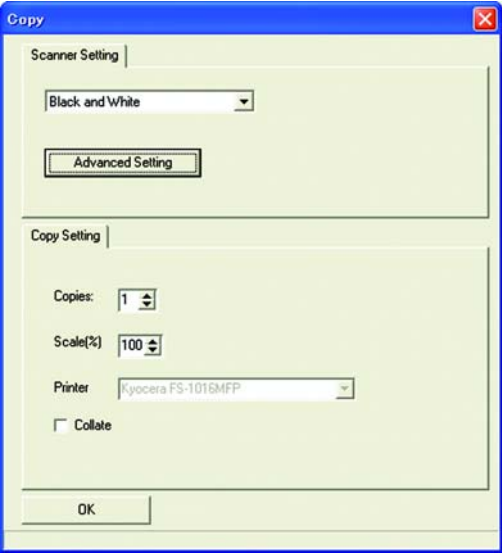 Copy
Scanner Setting
Black and White
Advanced Setting
Copy Setting
Copies: 1
Scale(%) 100
Printer Kyocera FS-1016MFP
Collate
OK